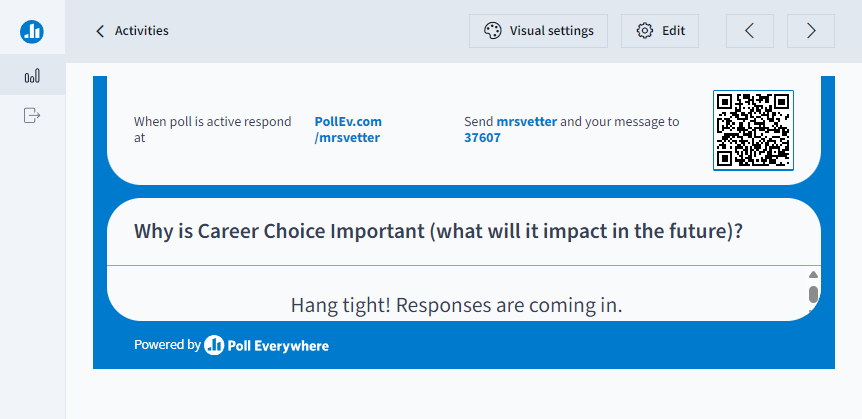 Activities
Visual settings
Edit
When poll is active respond
at
PollEv.com
/mrsvetter
Send mrsvetter and your message to
37607
Why is Career Choice Important (what will it impact in the future)?
Hang tight! Responses are coming in.
Powered by Poll Everywhere